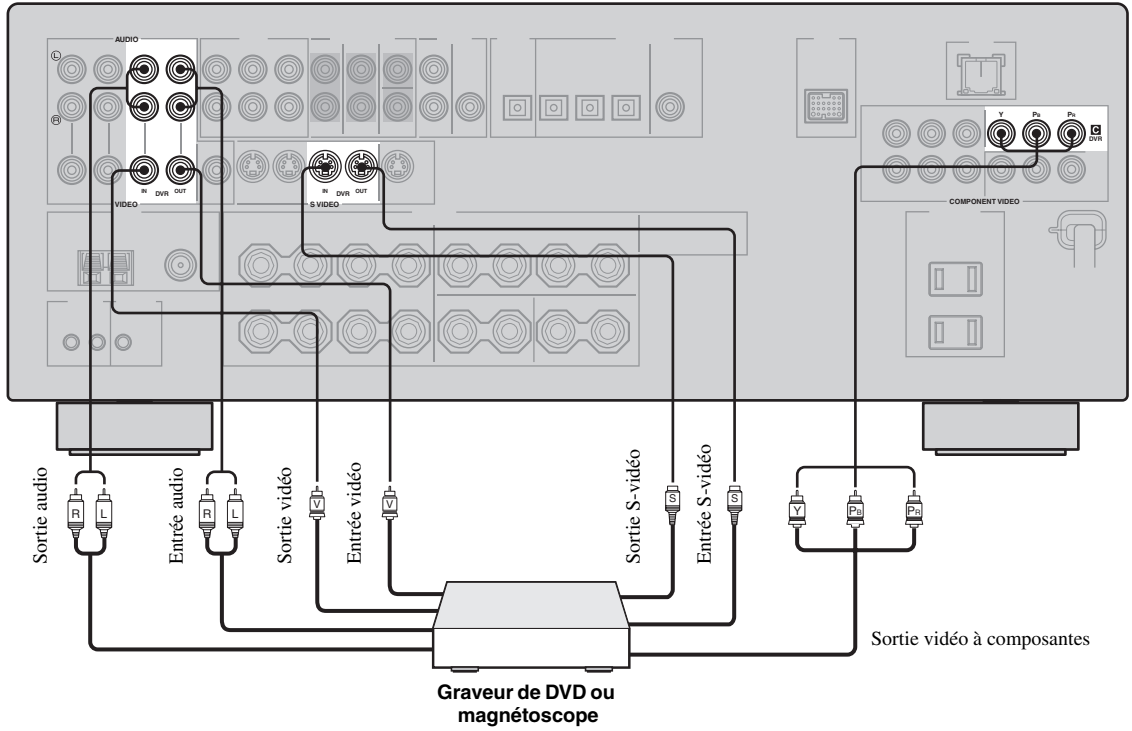 AUDIO
L
R
Y PB PR
C
DVR
IN DVR OUT
IN DVR OUT
VIDEO
S VIDEO
COMPONENT VIDEO
Sortie audio
Entrée audio
Sortie vidéo
Entrée vidéo
Sortie S-vidéo
Entrée S-vidéo
R L
R L
V
V
S
S
Y
PB
PR
Sortie vidéo à composantes
Graveur de DVD ou
magnétoscope